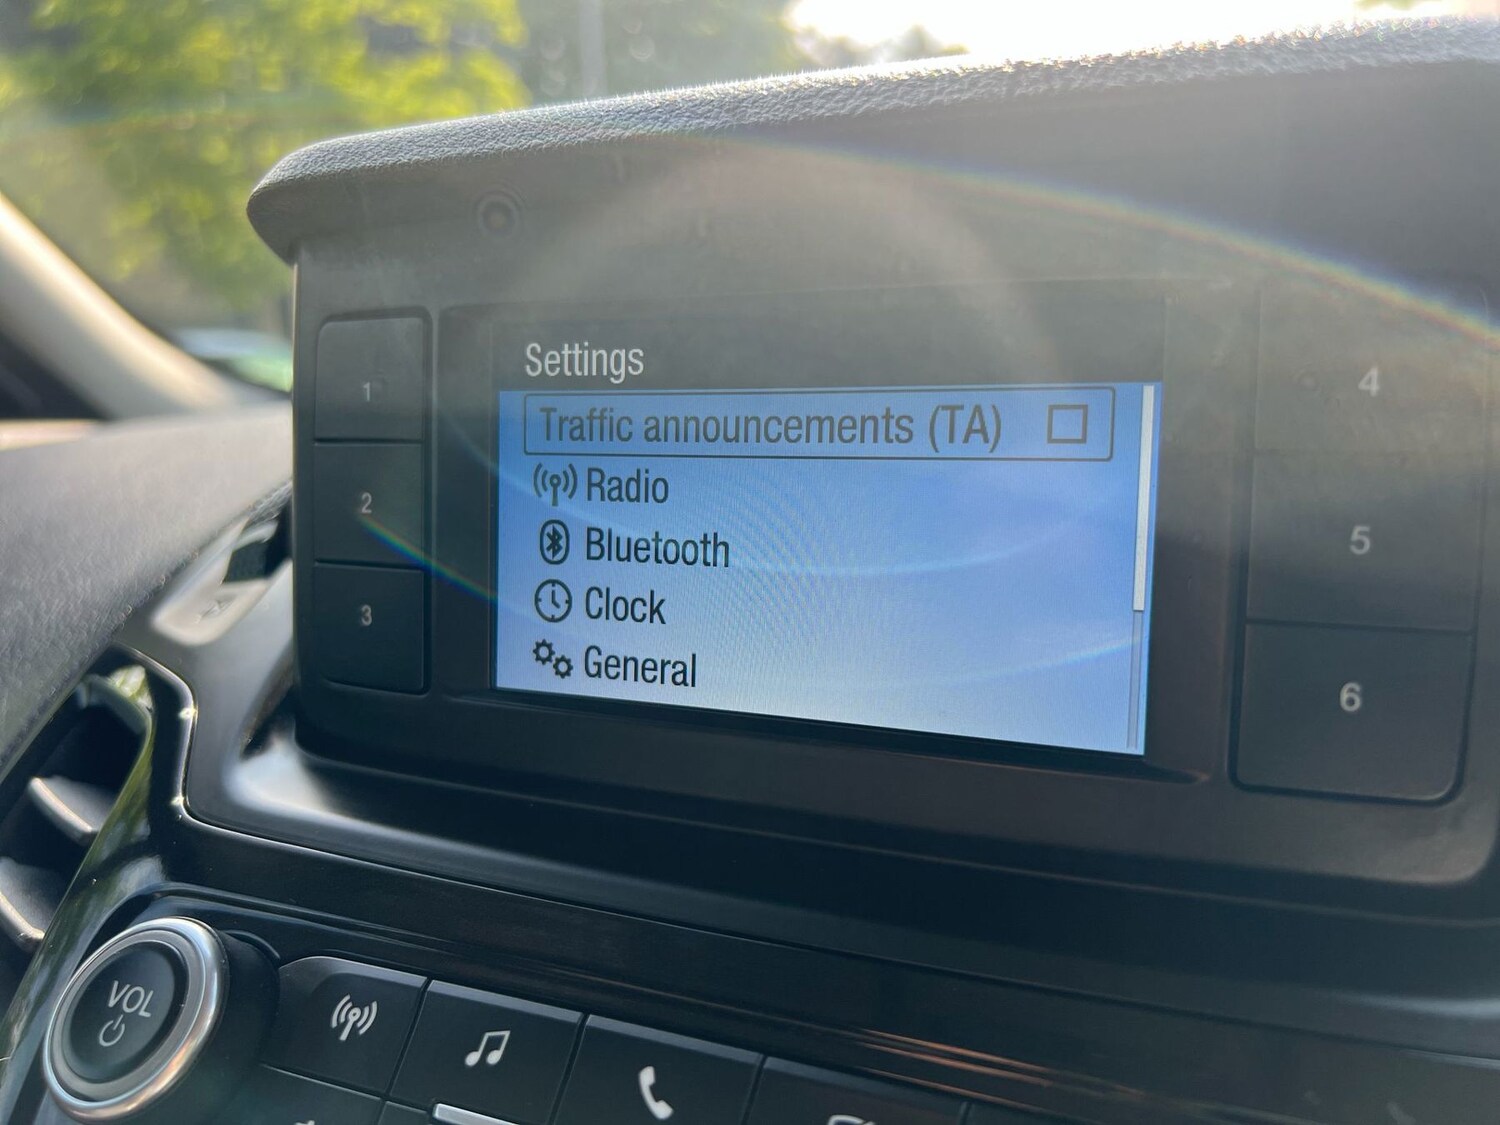 Settings
Traffic announcements (TA)
Radio
Bluetooth
Clock
General
1
2
3
4
5
6
VOL